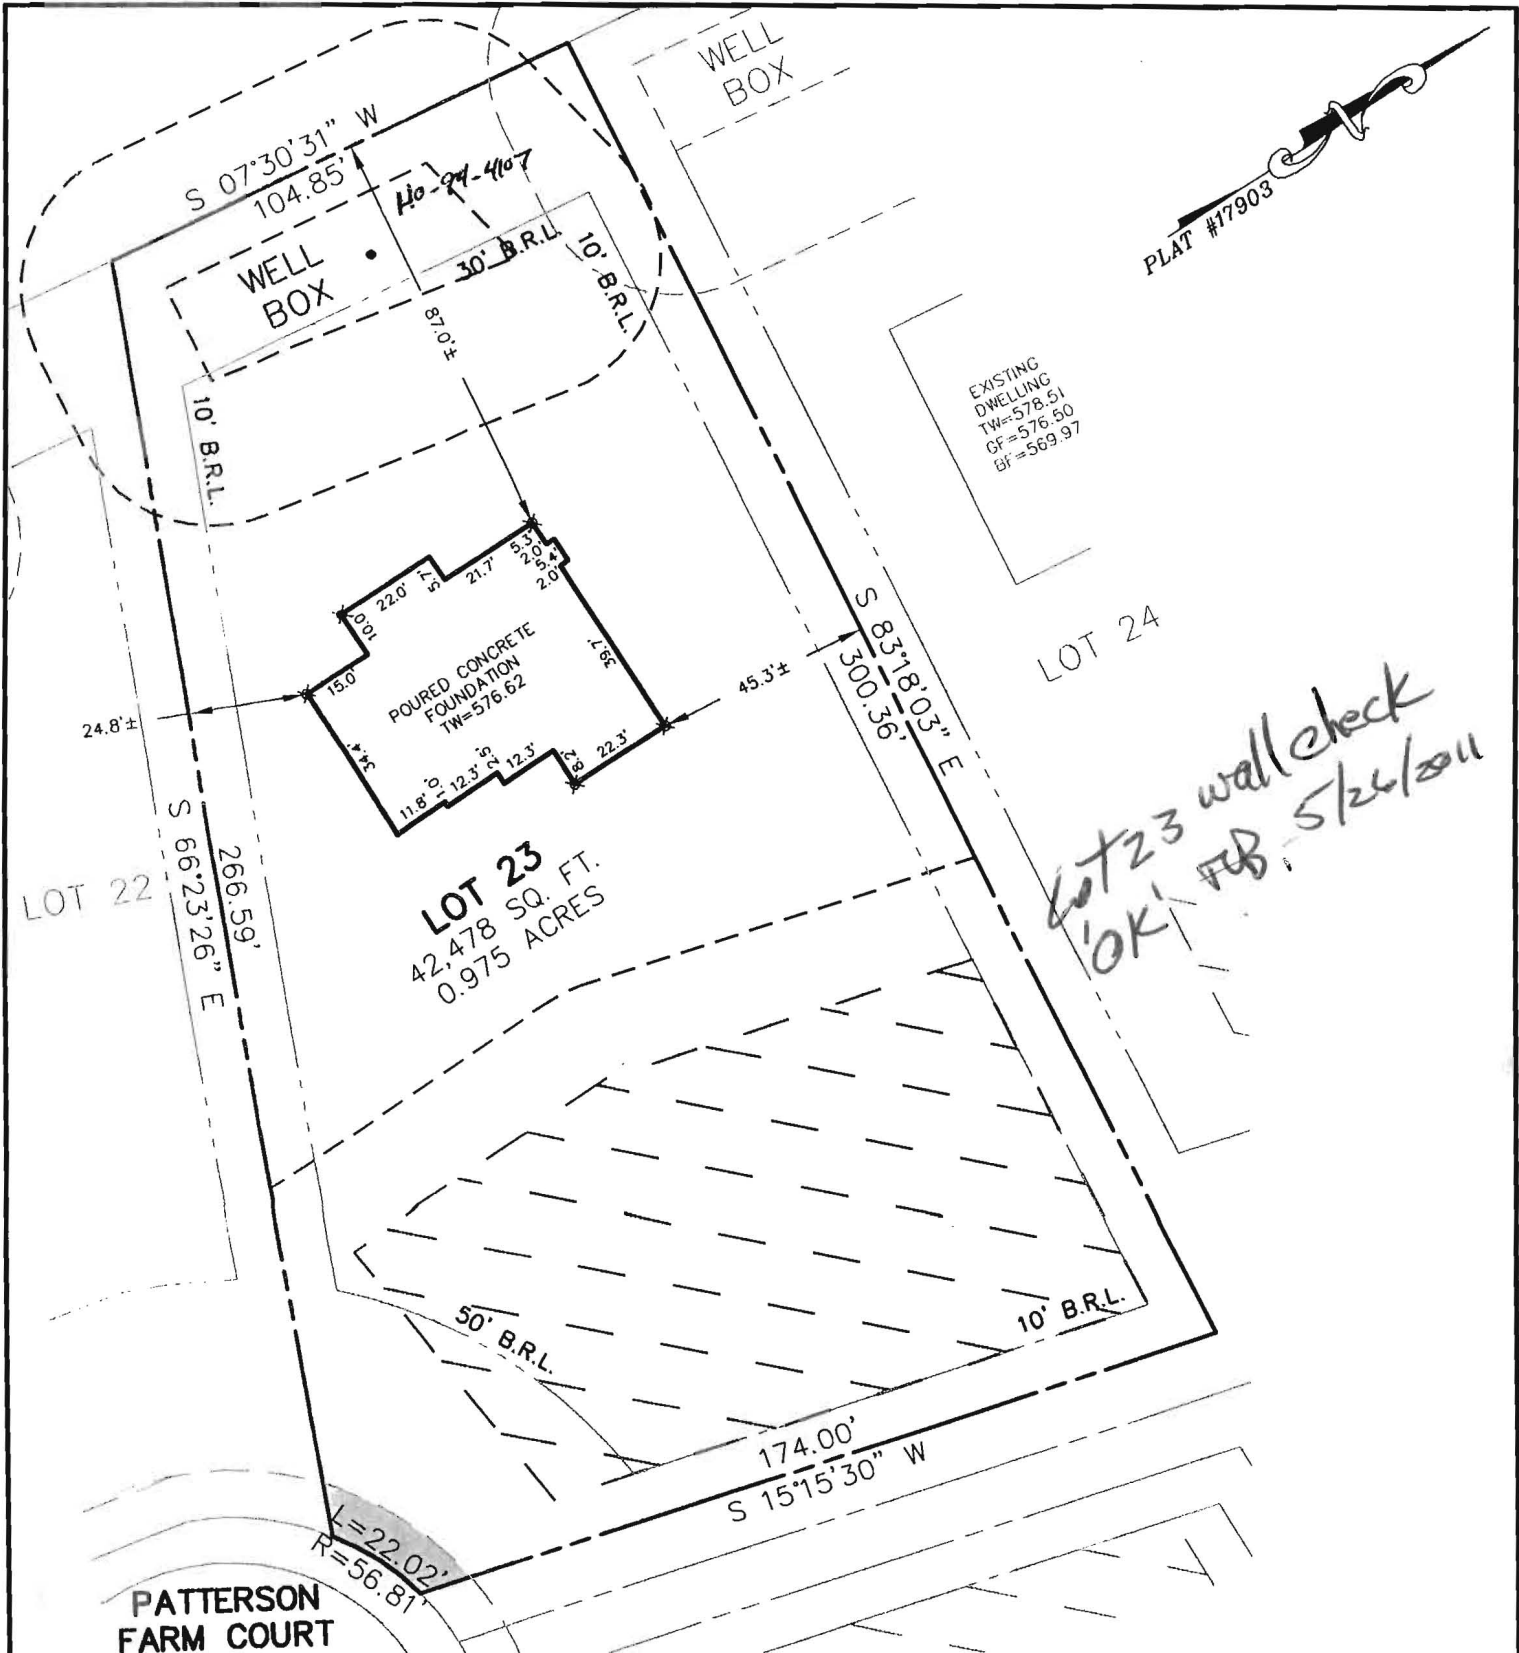 WELL
BOX
N
PLAT #17903
S 07°30'31" W
104.85'
HO-94-4107
WELL
BOX
30' B.R.L.
10' B.R.L.
87.0'±
10' B.R.L.
EXISTING
DWELLING
TW=578.51
GF=576.50
BF=569.97
5.3'
2.0'
5.4'
2.0'
21.7'
5.7'
22.0'
10.0'
15.0'
39.7'
POURED CONCRETE
FOUNDATION
TW=576.62
24.8'±
45.3'±
34.4'
11.8'
1.0'
12.3'
2.5'
12.3'
8.2'
22.3'
S 83°18'03" E
300.36'
LOT 24
Lot 23 wall check
'OK' 5/26/2011
LOT 22
S 66°23'26" E
266.59'
LOT 23
42,478 SQ. FT.
0.975 ACRES
50' B.R.L.
10' B.R.L.
174.00'
S 15°15'30" W
L=22.02'
R=56.81'
PATTERSON
FARM COURT